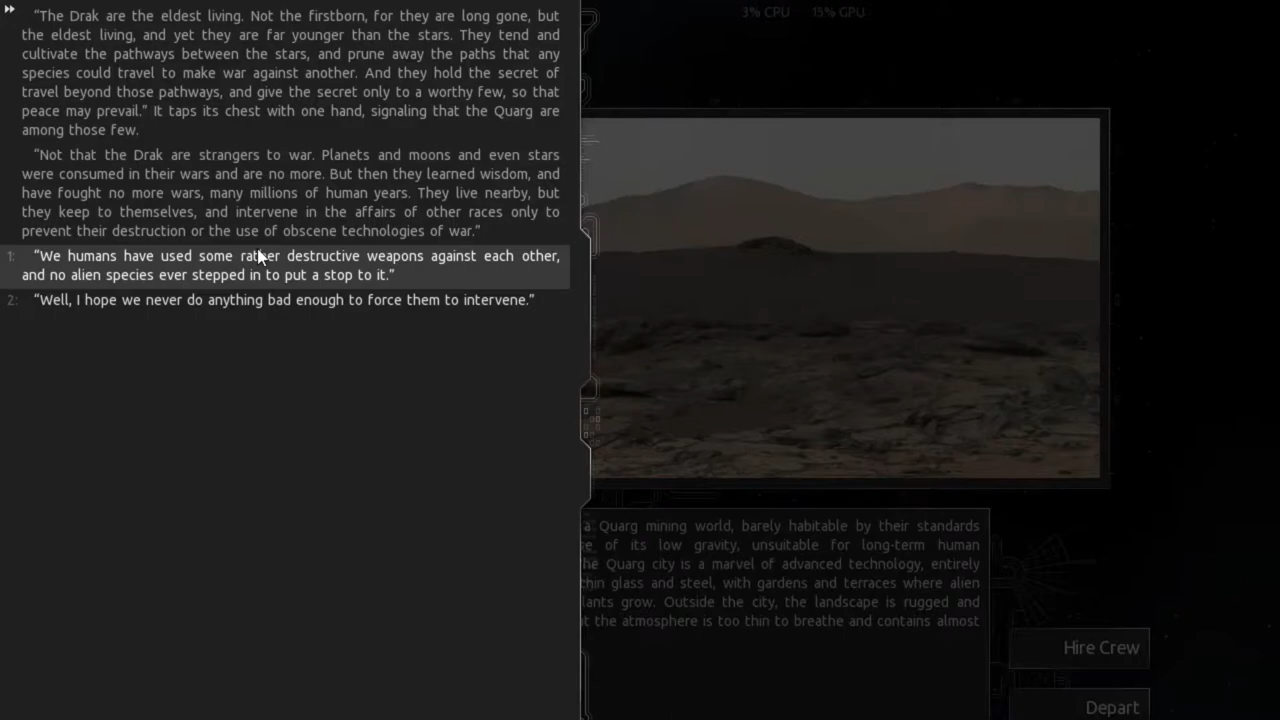 3% CPU 15% GPU
“The Drak are the eldest living. Not the firstborn, for they are long gone, but
the eldest living, and yet they are far younger than the stars. They tend and
cultivate the pathways between the stars, and prune away the paths that any
species could travel to make war against another. And they hold the secret of
travel beyond those pathways, and give the secret only to a worthy few, so that
peace may prevail.” It taps its chest with one hand, signaling that the Quarg are
among those few.
“Not that the Drak are strangers to war. Planets and moons and even stars
were consumed in their wars and are no more. But then they learned wisdom, and
have fought no more wars, many millions of human years. They live nearby, but
they keep to themselves, and intervene in the affairs of other races only to
prevent their destruction or the use of obscene technologies of war.”
1: “We humans have used some rather destructive weapons against each other,
and no alien species ever stepped in to put a stop to it.”
2: “Well, I hope we never do anything bad enough to force them to intervene.”
a Quarg mining world, barely habitable by their standards
of its low gravity, unsuitable for long-term human
Quarg city is a marvel of advanced technology, entirely
glass and steel, with gardens and terraces where alien
grow. Outside the city, the landscape is rugged and
the atmosphere is too thin to breathe and contains almost
Hire Crew
Depart